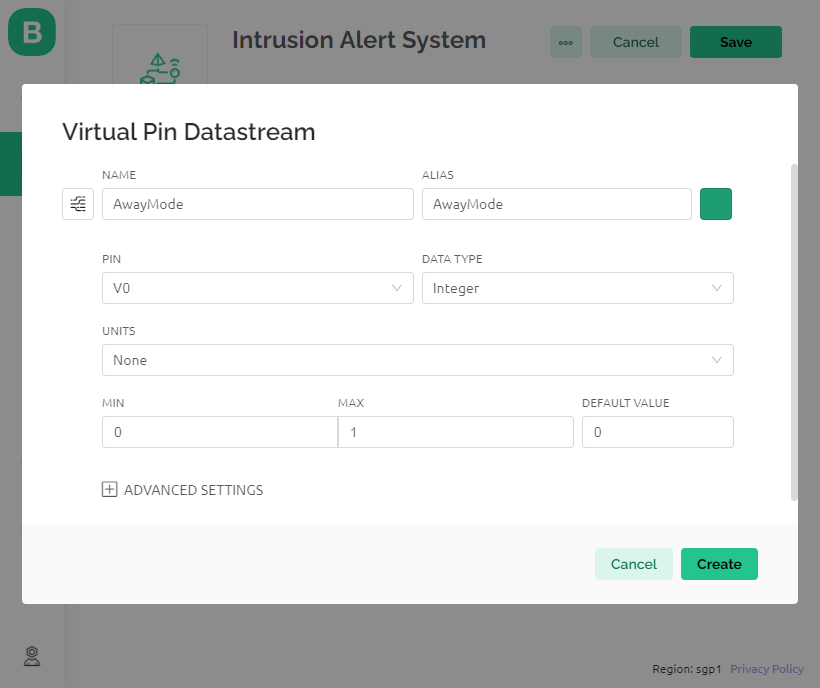 B
Intrusion Alert System
Cancel
Save
Virtual Pin Datastream
NAME
ALIAS
AwayMode
AwayMode
PIN
DATA TYPE
V0
Integer
UNITS
None
MIN
MAX
DEFAULT VALUE
0
1
0
ADVANCED SETTINGS
Cancel
Create
Region: sgp1
Privacy Policy